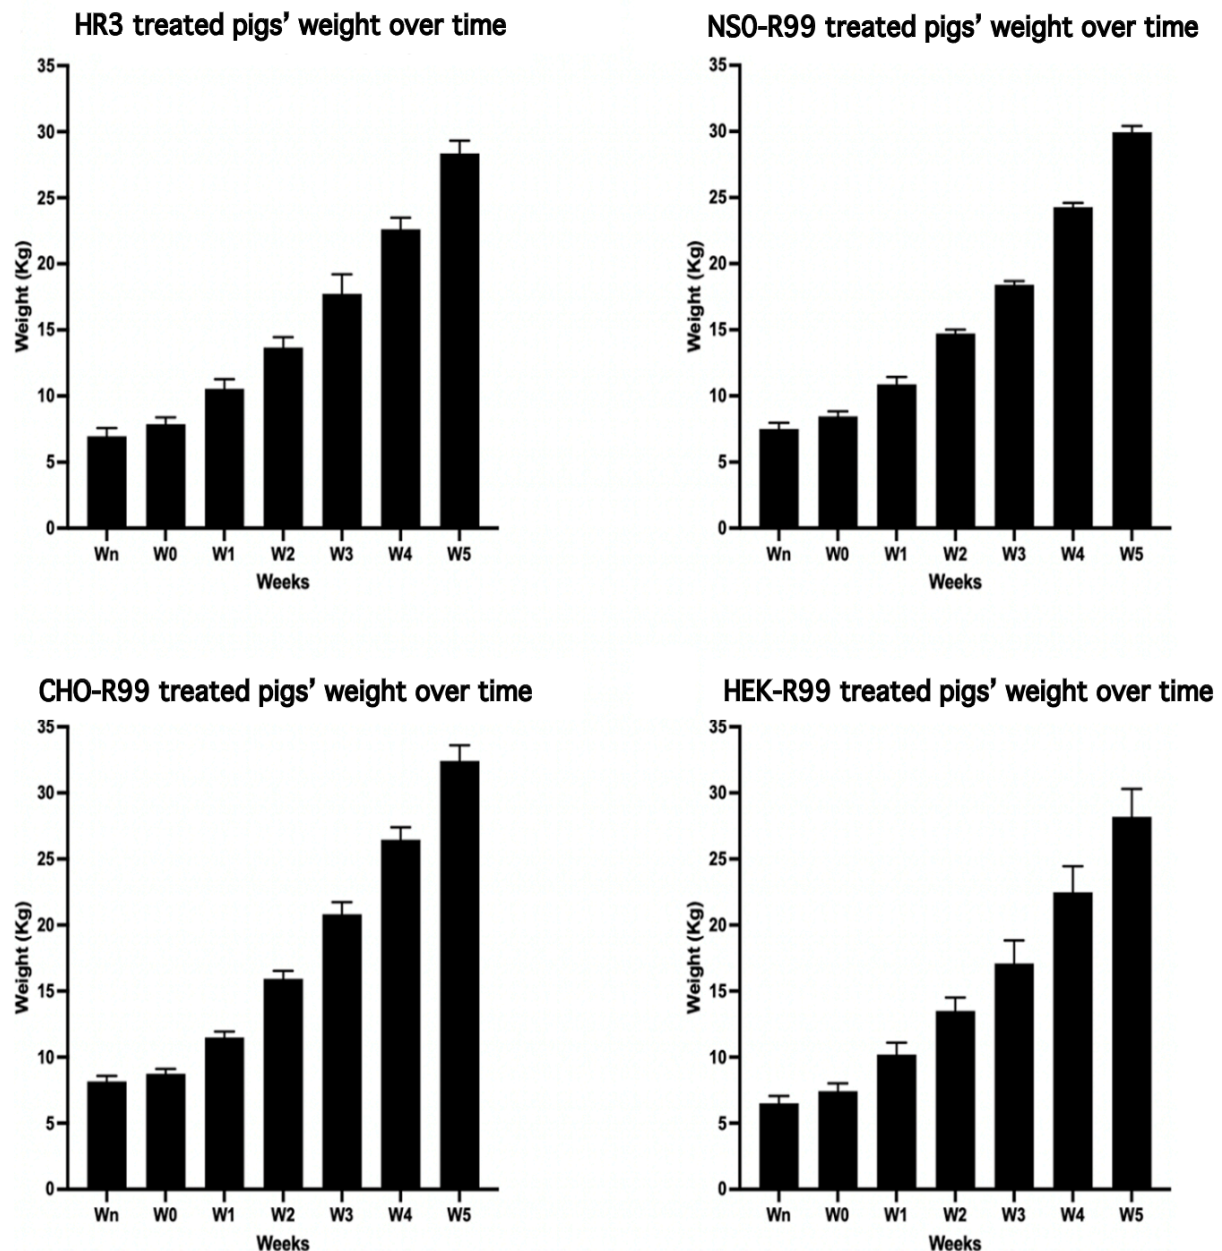 HR3 treated pigs’ weight over time
35
30
25
20
15
10
5
0
Weight (Kg)
Wn W0 W1 W2 W3 W4 W5
Weeks
NS0-R99 treated pigs’ weight over time
35
30
25
20
15
10
5
0
Weight (Kg)
Wn W0 W1 W2 W3 W4 W5
Weeks
CHO-R99 treated pigs’ weight over time
35
30
25
20
15
10
5
0
Weight (Kg)
Wn W0 W1 W2 W3 W4 W5
Weeks
HEK-R99 treated pigs’ weight over time
35
30
25
20
15
10
5
0
Weight (Kg)
Wn W0 W1 W2 W3 W4 W5
Weeks